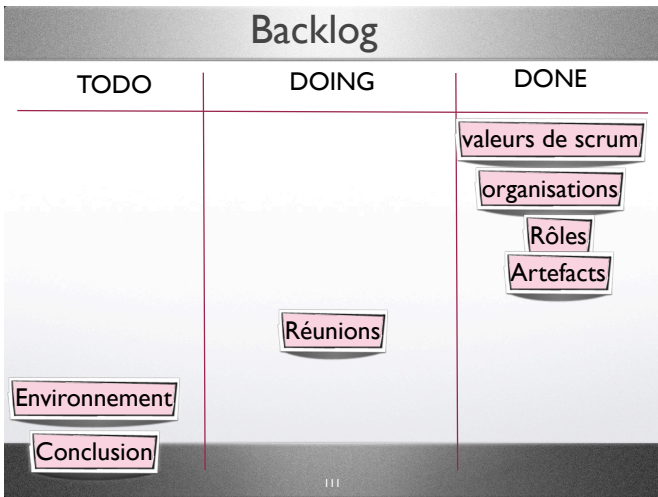 Backlog
TODO DOING DONE
valeurs de scrum
organisations
Rôles
Artefacts
Réunions
Environnement
Conclusion
111